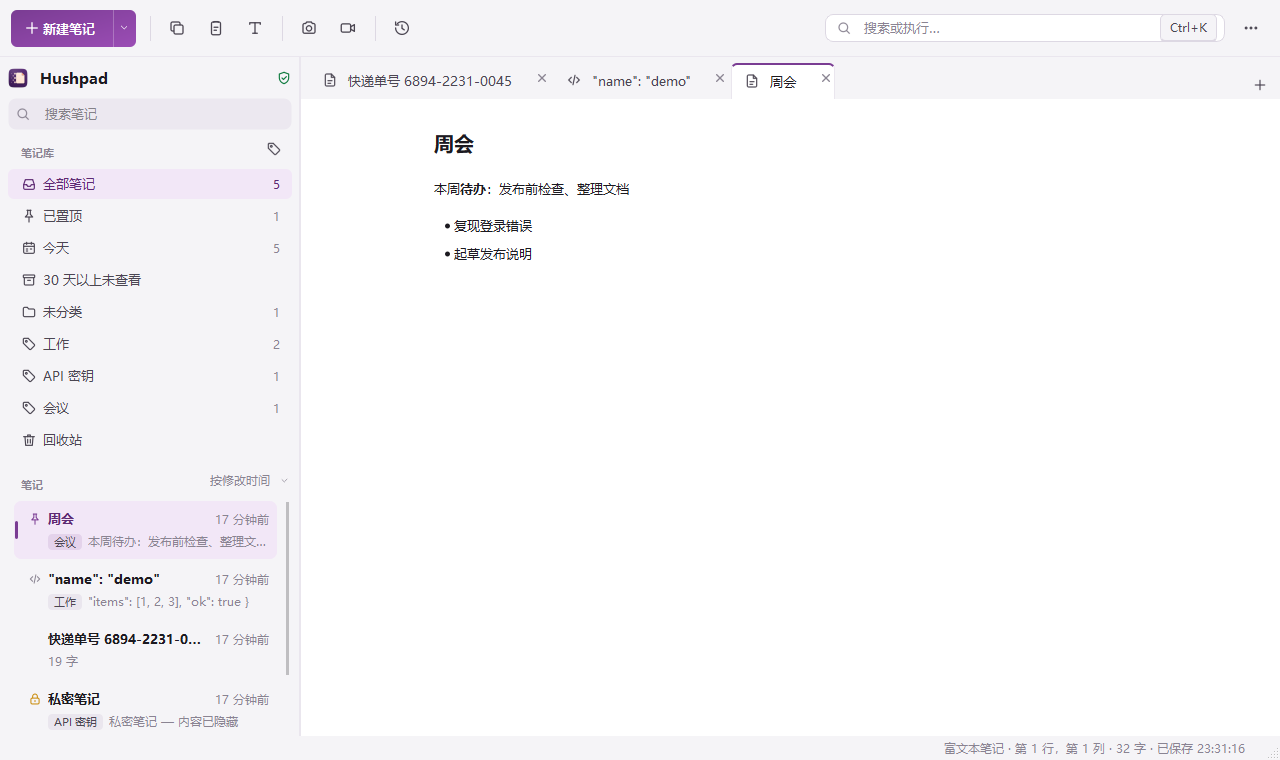 新建笔记
搜索或执行... Ctrl+K
Hushpad
搜索笔记
笔记库
全部笔记 5
已置顶 1
今天 5
30 天以上未查看
未分类 1
工作 2
API 密钥 1
会议 1
回收站
笔记 按修改时间
周会 17 分钟前
会议 本周待办：发布前检查、整理文...
"name": "demo" 17 分钟前
工作 "items": [1, 2, 3], "ok": true }
快递单号 6894-2231-0... 17 分钟前
19 字
私密笔记 17 分钟前
API 密钥 私密笔记 — 内容已隐藏
快递单号 6894-2231-0045
"name": "demo"
周会
周会
本周待办：发布前检查、整理文档
• 复现登录错误
• 起草发布说明
富文本笔记 · 第 1 行，第 1 列 · 32 字 · 已保存 23:31:16